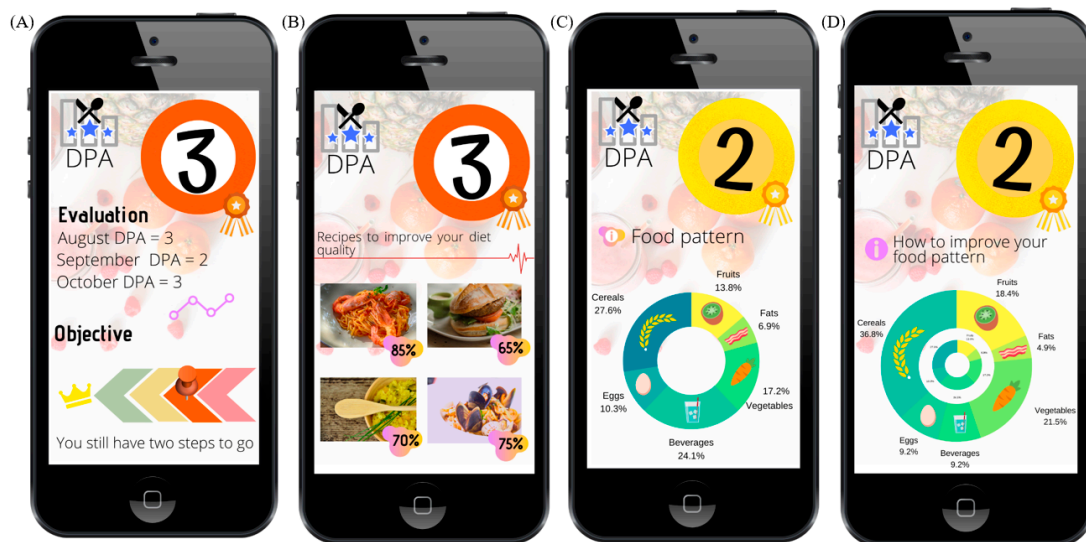 (A)
DPA
3
Evaluation
August DPA = 3
September DPA = 2
October DPA = 3
Objective
You still have two steps to go
(B)
DPA
3
Recipes to improve your diet
quality
85%
65%
70%
75%
(C)
DPA
2
Food pattern
Fruits
13.8%
Cereals
27.6%
Fats
6.9%
17.2%
Vegetables
Eggs
10.3%
Beverages
24.1%
(D)
DPA
2
How to improve your
food pattern
Fruits
18.4%
Cereals
36.8%
Fats
4.9%
Vegetables
21.5%
Eggs
9.2%
Beverages
9.2%